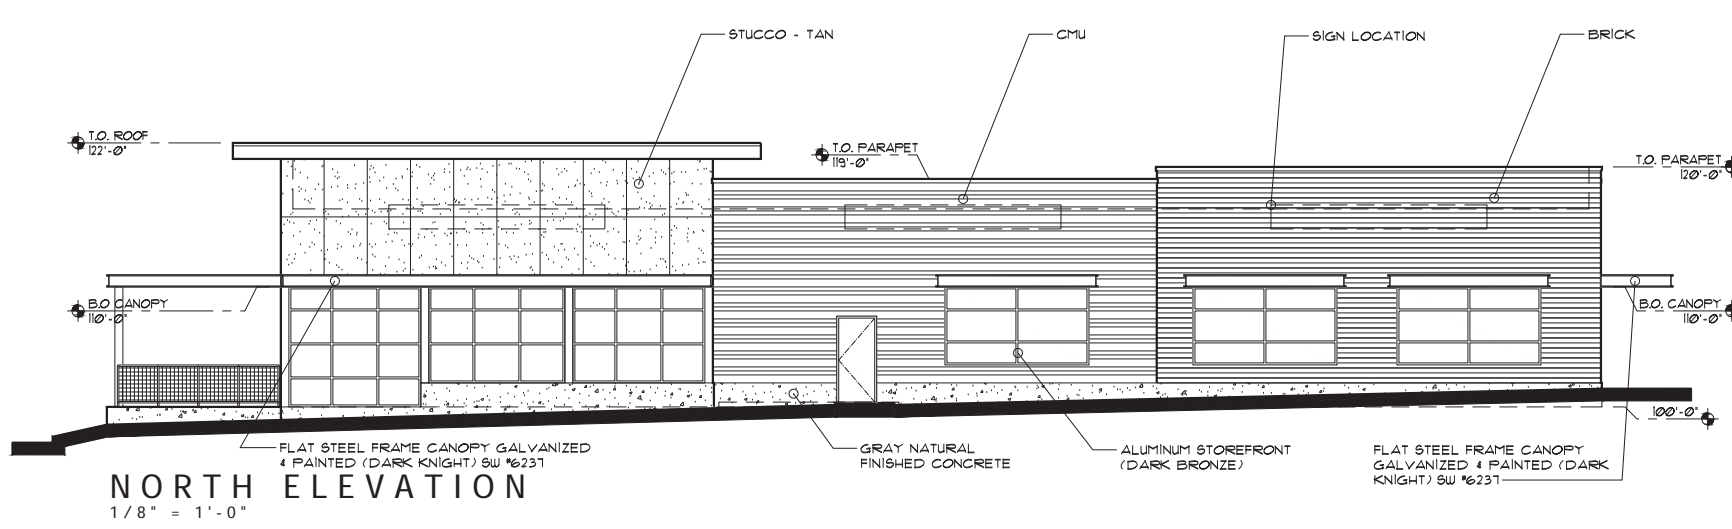 STUCCO - TAN
CMU
SIGN LOCATION
BRICK
T.O. ROOF
122'-0"
T.O. PARAPET
119'-0"
T.O. PARAPET
120'-0"
B.O CANOPY
110'-0"
B.O. CANOPY
110'-0"
100'-0"
FLAT STEEL FRAME CANOPY GALVANIZED
& PAINTED (DARK KNIGHT) SW #6237
GRAY NATURAL
FINISHED CONCRETE
ALUMINUM STOREFRONT
(DARK BRONZE)
FLAT STEEL FRAME CANOPY
GALVANIZED & PAINTED (DARK
KNIGHT) SW #6237
NORTH ELEVATION
1/8" = 1'-0"